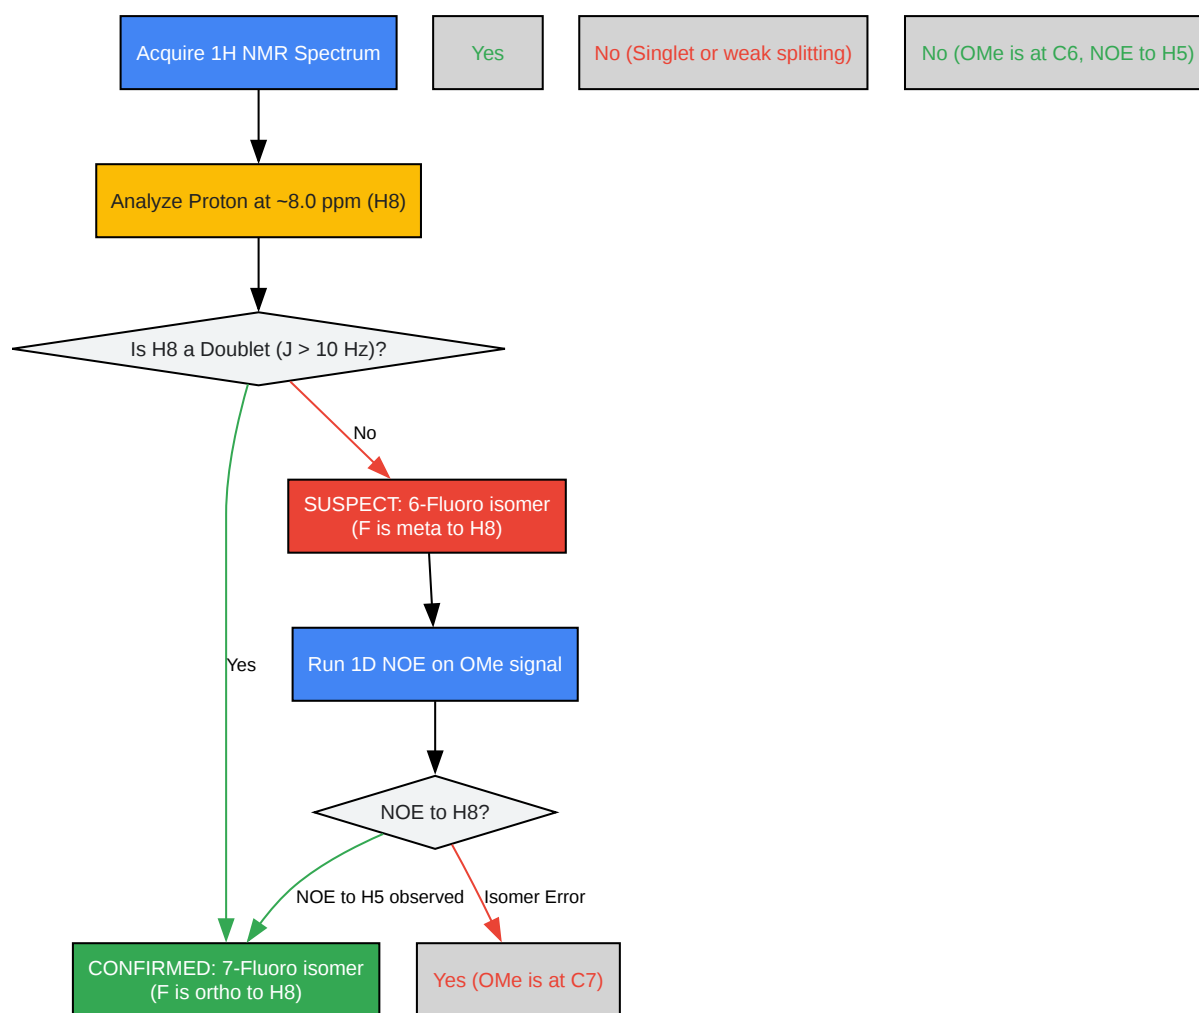 Acquire 1H NMR Spectrum
Yes
No (Singlet or weak splitting)
No (OMe is at C6, NOE to H5)
Analyze Proton at ~8.0 ppm (H8)
Is H8 a Doublet (J > 10 Hz)?
No
SUSPECT: 6-Fluoro isomer
(F is meta to H8)
Yes
Run 1D NOE on OMe signal
NOE to H8?
NOE to H5 observed
Isomer Error
CONFIRMED: 7-Fluoro isomer
(F is ortho to H8)
Yes (OMe is at C7)